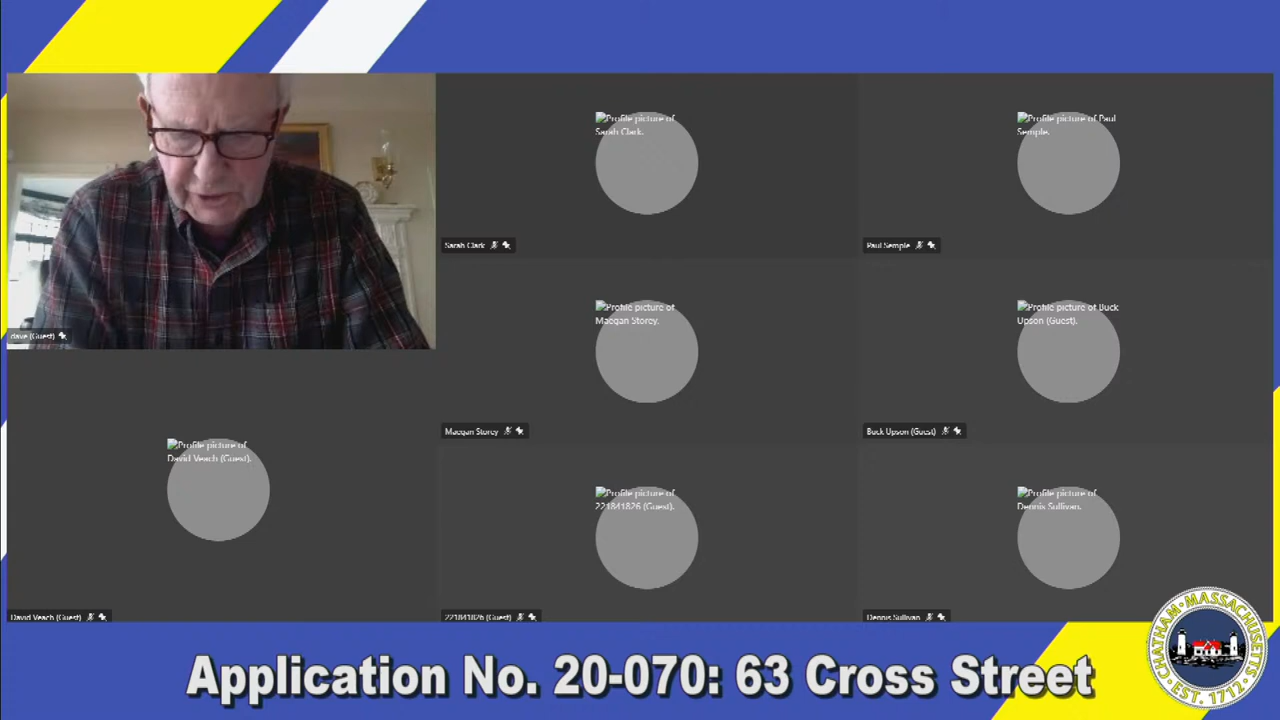 Profile picture of
Sarah Clark.
Profile picture of Paul
Semple.
Sarah Clark
Paul Semple
Profile picture of
Maegan Storey.
Profile picture of Buck
Upson (Guest).
dave (Guest)
Maegan Storey
Buck Upson (Guest)
Profile picture of
David Veach (Guest).
Profile picture of
221841826 (Guest).
Profile picture of
Dennis Sullivan.
David Veach (Guest)
221841826 (Guest)
Dennis Sullivan
Application No. 20-070: 63 Cross Street
CHATHAM · MASSACHUSETTS
EST. 1712